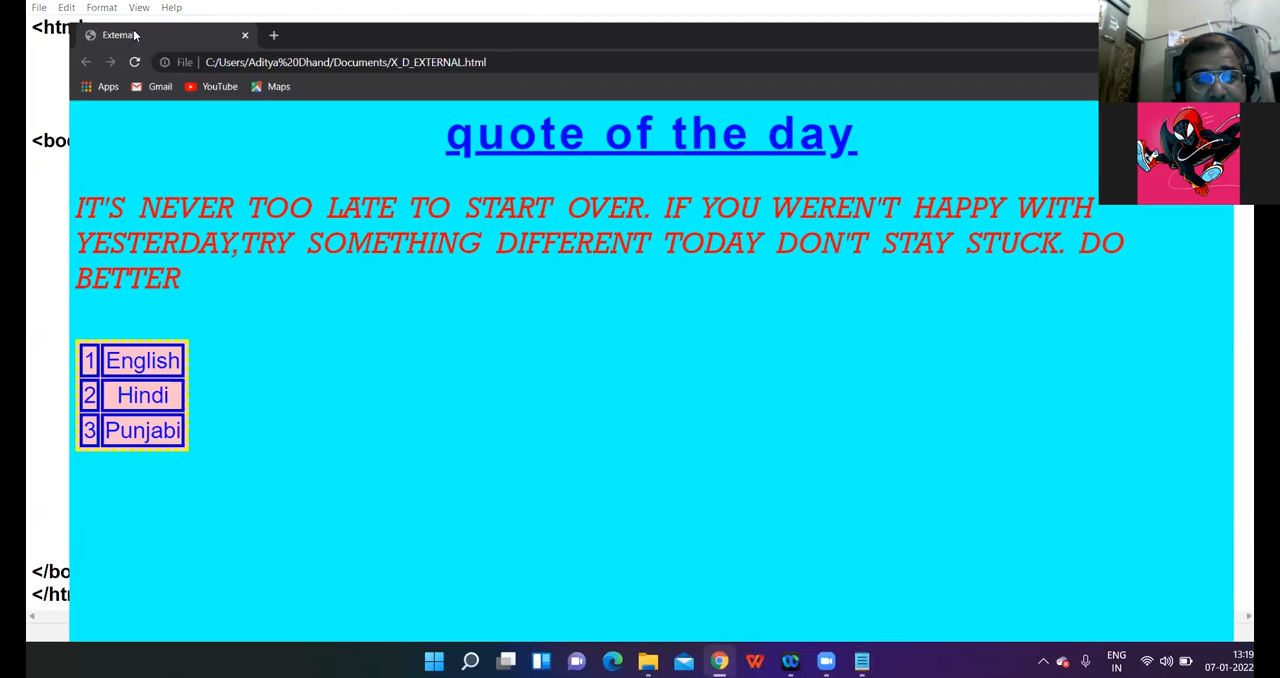 File Edit Format View Help
<htm
External
File C:/Users/Aditya%20Dhand/Documents/X_D_EXTERNAL.html
Apps Gmail YouTube Maps
quote of the day
<boo
IT'S NEVER TOO LATE TO START OVER. IF YOU WEREN'T HAPPY WITH
YESTERDAY,TRY SOMETHING DIFFERENT TODAY DON'T STAY STUCK. DO
BETTER
1 English
2 Hindi
3 Punjabi
</bo
</htr
ENG
IN
13:19
07-01-2022